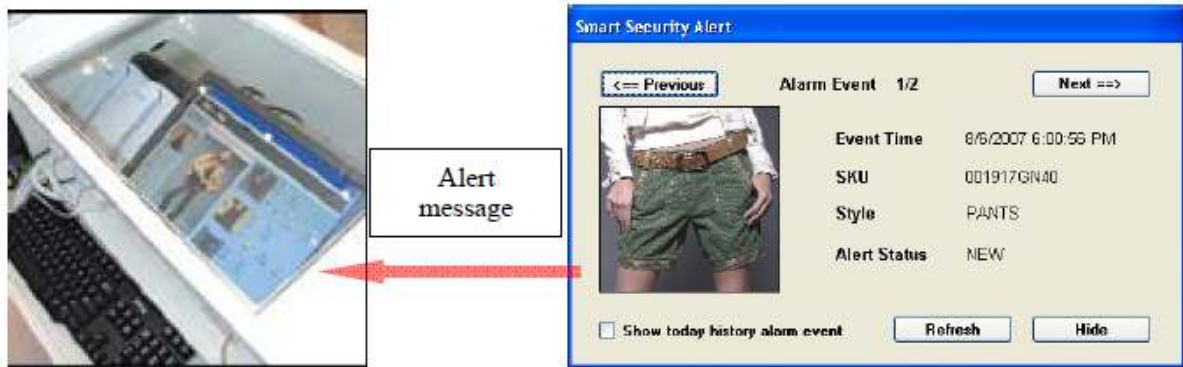 Smart Security Alert
<== Previous Alarm Event 1/2 Next ==>
Event Time 8/6/2007 6:00:56 PM
SKU 001917GN40
Style PANTS
Alert Status NEW
Show today history alarm event Refresh Hide
Alert
message